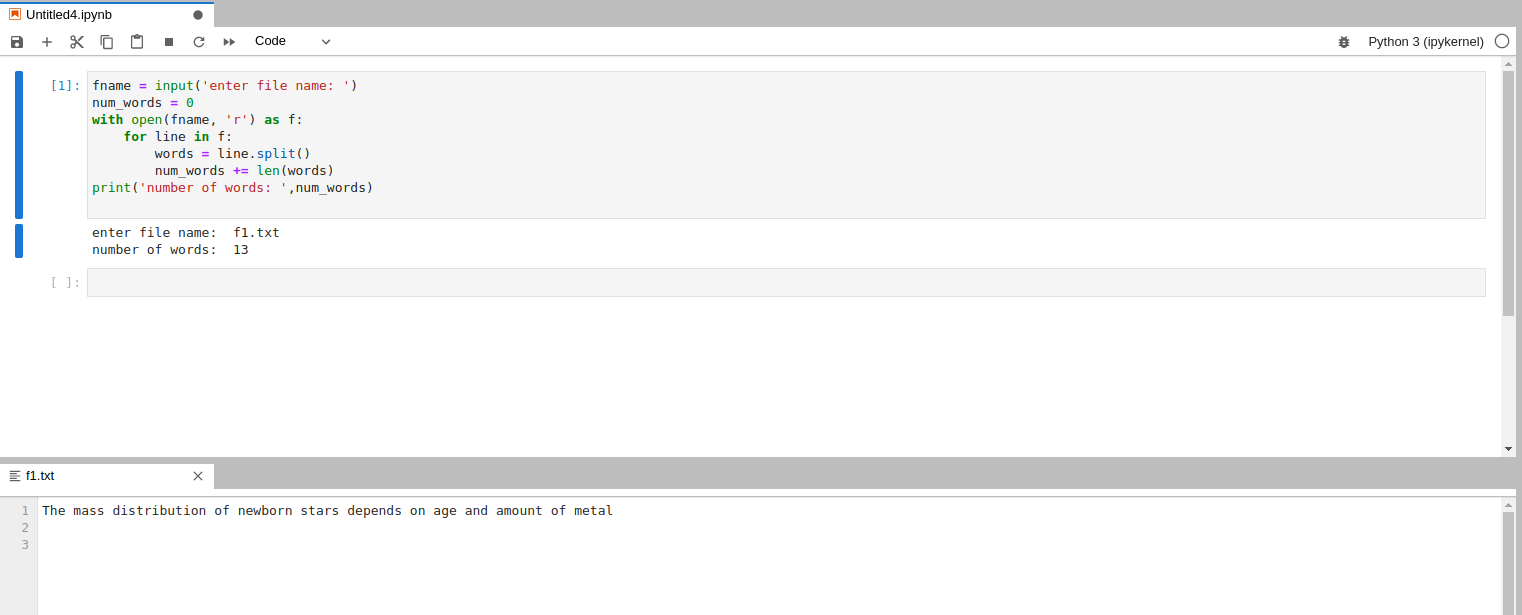 Untitled4.ipynb
Code
Python 3 (ipykernel)
[1]: fname = input('enter file name: ')
num_words = 0
with open(fname, 'r') as f:
    for line in f:
        words = line.split()
        num_words += len(words)
print('number of words: ',num_words)
enter file name:  f1.txt
number of words:  13
[ ]:
f1.txt
1 The mass distribution of newborn stars depends on age and amount of metal
2
3